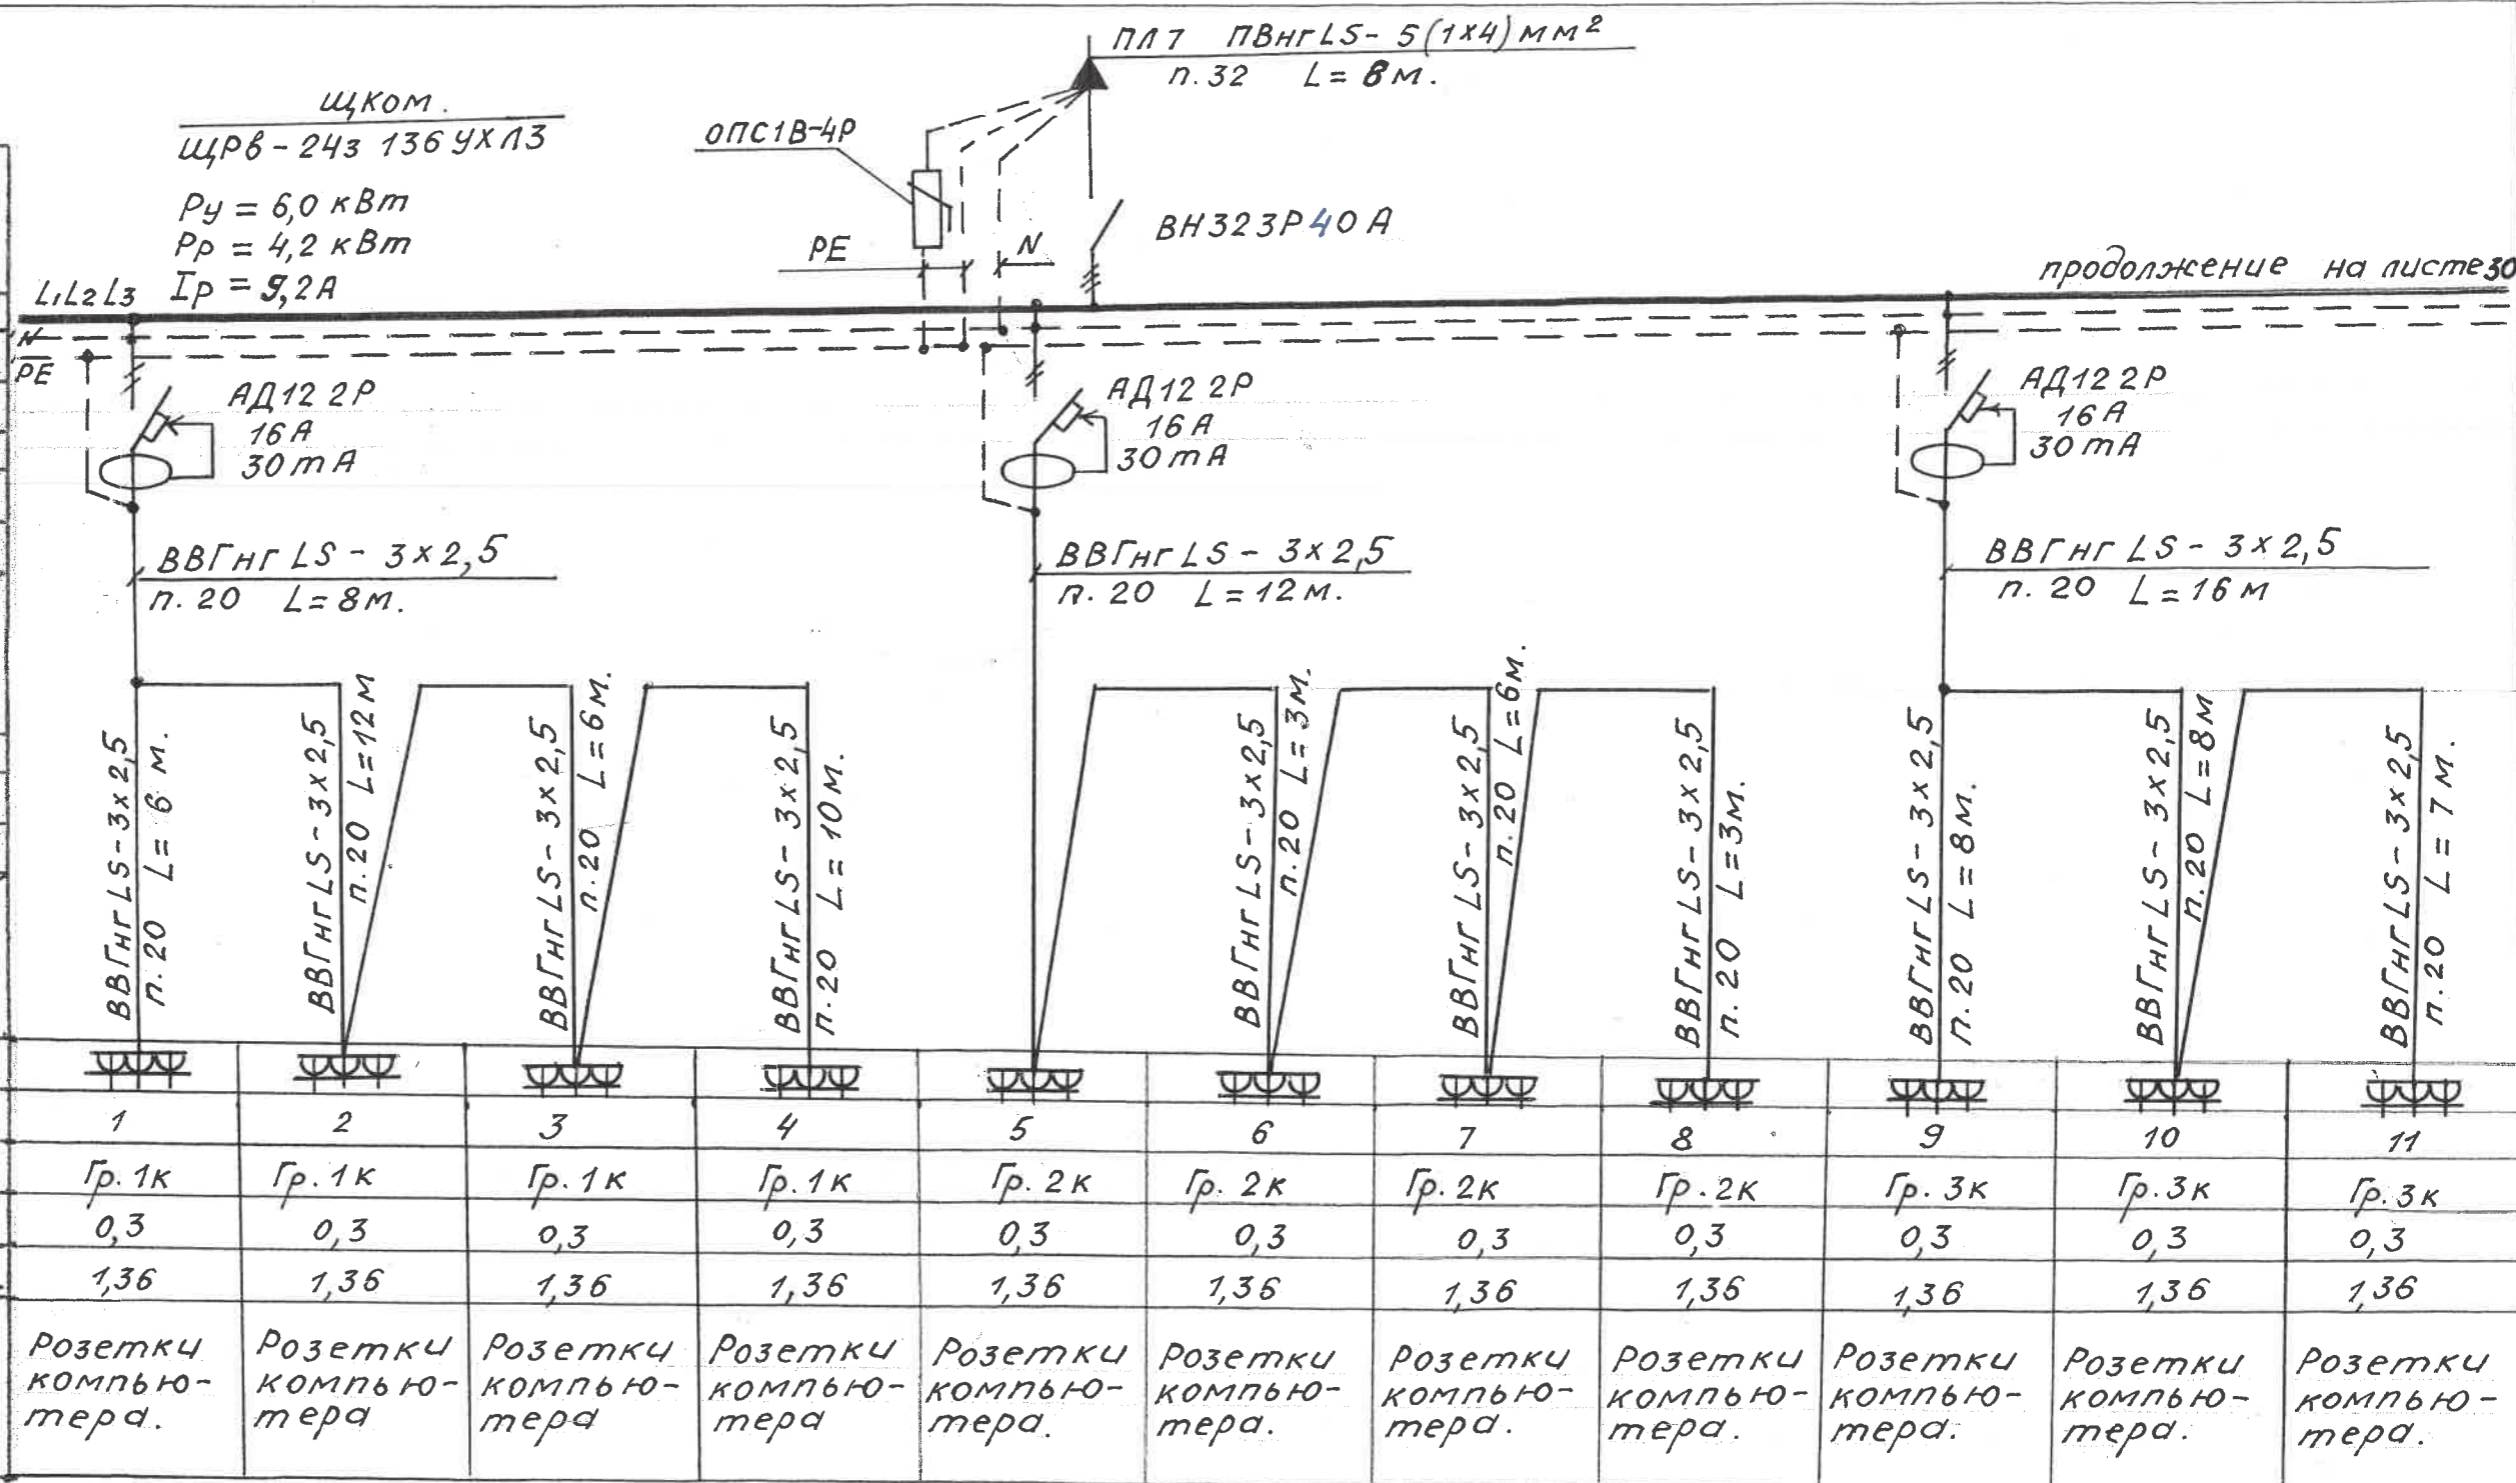 ПЛ7 ПВнгLS- 5(1х4)мм²
п.32 L= 8м.
щком.
ЩРв-24з 136 УХЛ3
Ру = 6,0 кВт
Рр = 4,2 кВт
Iр = 9,2А
ОПС1В-4Р
РЕ
N
ВН32 3Р 40 А
продолжение на листе 30
L1L2L3
N
РЕ
АД12 2Р
16А
30mA
АД12 2Р
16А
30mA
АД12 2Р
16А
30mA
ВВГнгLS- 3х2,5
п. 20 L=8м.
ВВГнгLS- 3х2,5
п. 20 L=12м.
ВВГнгLS- 3х2,5
п. 20 L=16м
ВВГнгLS-3х2,5
п.20 L=6 м.
ВВГнгLS-3х2,5
п.20 L=12м
ВВГнгLS-3х2,5
п.20 L=6м.
ВВГнгLS-3х2,5
п.20 L=10м.
ВВГнгLS-3х2,5
п.20 L=3м.
ВВГнгLS-3х2,5
п.20 L=6м.
ВВГнгLS-3х2,5
п.20 L=3м.
ВВГнгLS-3х2,5
п.20 L=8м.
ВВГнгLS-3х2,5
п.20 L=8м
ВВГнгLS-3х2,5
п.20 L=7м.
1 2 3 4 5 6 7 8 9 10 11
Гр.1к Гр.1к Гр.1к Гр.1к Гр.2к Гр.2к Гр.2к Гр.2к Гр.3к Гр.3к Гр.3к
0,3 0,3 0,3 0,3 0,3 0,3 0,3 0,3 0,3 0,3 0,3
1,36 1,36 1,36 1,36 1,36 1,36 1,36 1,36 1,36 1,36 1,36
Розетки Розетки Розетки Розетки Розетки Розетки Розетки Розетки Розетки Розетки Розетки
компью- компью- компью- компью- компью- компью- компью- компью- компью- компью- компью-
тера. тера тера тера тера. тера. тера. тера. тера. тера. тера.